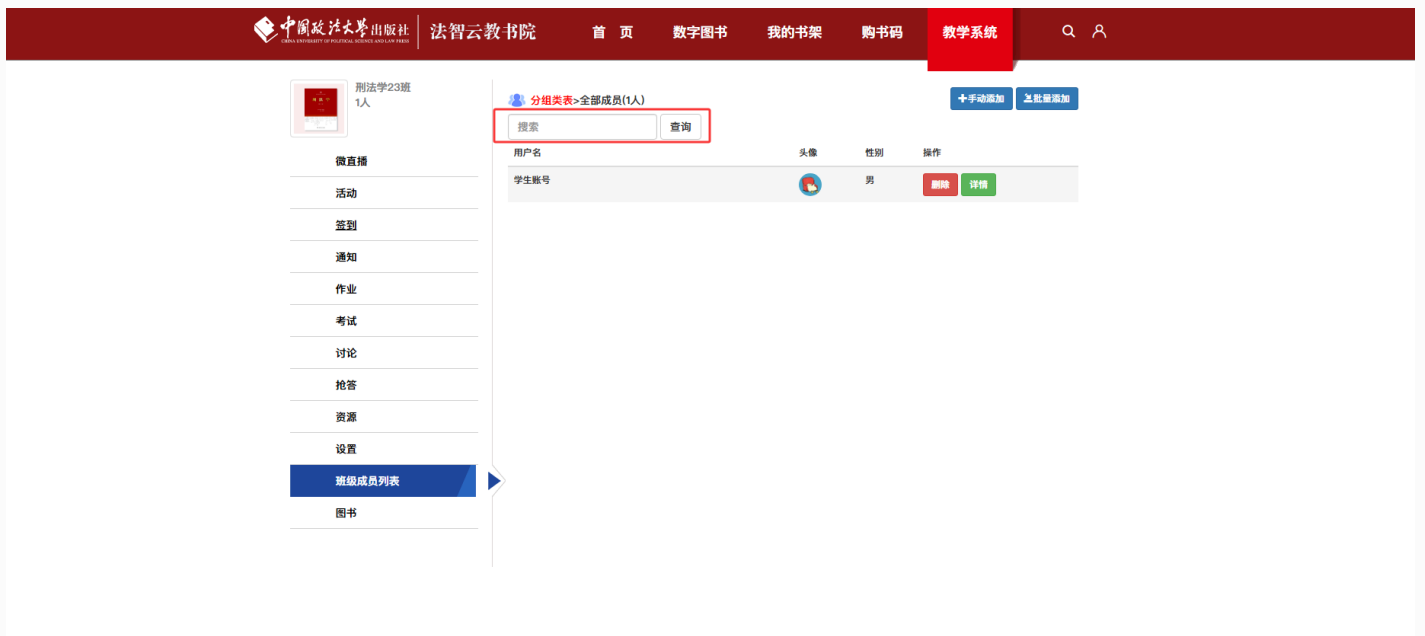 中国政法大学出版社 法智云教书院 首 页 数字图书 我的书架 购书码 教学系统
CHINA UNIVERSITY OF POLITICAL SCIENCE AND LAW PRESS
刑法学23班
1人
分组类表>全部成员(1人) 手动添加 批量添加
搜索 查询
用户名 头像 性别 操作
学生账号 男 删除 详情
微直播
活动
签到
通知
作业
考试
讨论
抢答
资源
设置
班级成员列表
图书